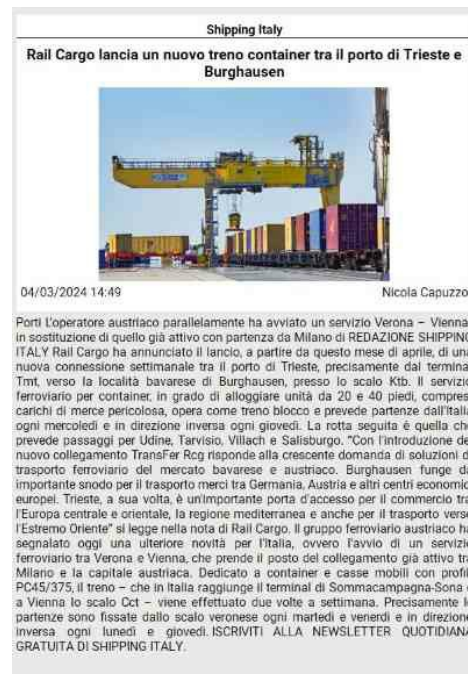 Shipping Italy
Rail Cargo lancia un nuovo treno container tra il porto di Trieste e
Burghausen
04/03/2024 14:49
Nicola Capuzzo
Porti L'operatore austriaco parallelamente ha avviato un servizio Verona – Vienna
in sostituzione di quello già attivo con partenza da Milano di REDAZIONE SHIPPING
ITALY Rail Cargo ha annunciato il lancio, a partire da questo mese di aprile, di una
nuova connessione settimanale tra il porto di Trieste, precisamente dal termina
Tmt, verso la località bavarese di Burghausen, presso lo scalo Ktb. Il servizio
ferroviario per container, in grado di alloggiare unità da 20 e 40 piedi, compres
carichi di merce pericolosa, opera come treno blocco e prevede partenze dall'Italia
ogni mercoledì e in direzione inversa ogni giovedì. La rotta seguita è quella che
prevede passaggi per Udine, Tarvisio, Villach e Salisburgo. "Con l'introduzione de
nuovo collegamento TransFer Rcg risponde alla crescente domanda di soluzioni d
trasporto ferroviario del mercato bavarese e austriaco. Burghausen funge da
importante snodo per il trasporto merci tra Germania, Austria e altri centri economic
europei. Trieste, a sua volta, è un'importante porta d'accesso per il commercio tra
l'Europa centrale e orientale, la regione mediterranea e anche per il trasporto verso
l'Estremo Oriente" si legge nella nota di Rail Cargo. Il gruppo ferroviario austriaco ha
segnalato oggi una ulteriore novità per l'Italia, ovvero l'avvio di un servizio
ferroviario tra Verona e Vienna, che prende il posto del collegamento già attivo tra
Milano e la capitale austriaca. Dedicato a container e casse mobili con profil
PC45/375, il treno – che in Italia raggiunge il terminal di Sommacampagna-Sona e
a Vienna lo scalo Cct – viene effettuato due volte a settimana. Precisamente le
partenze sono fissate dallo scalo veronese ogni martedì e venerdì e in direzione
inversa ogni lunedì e giovedì. ISCRIVITI ALLA NEWSLETTER QUOTIDIANA
GRATUITA DI SHIPPING ITALY.